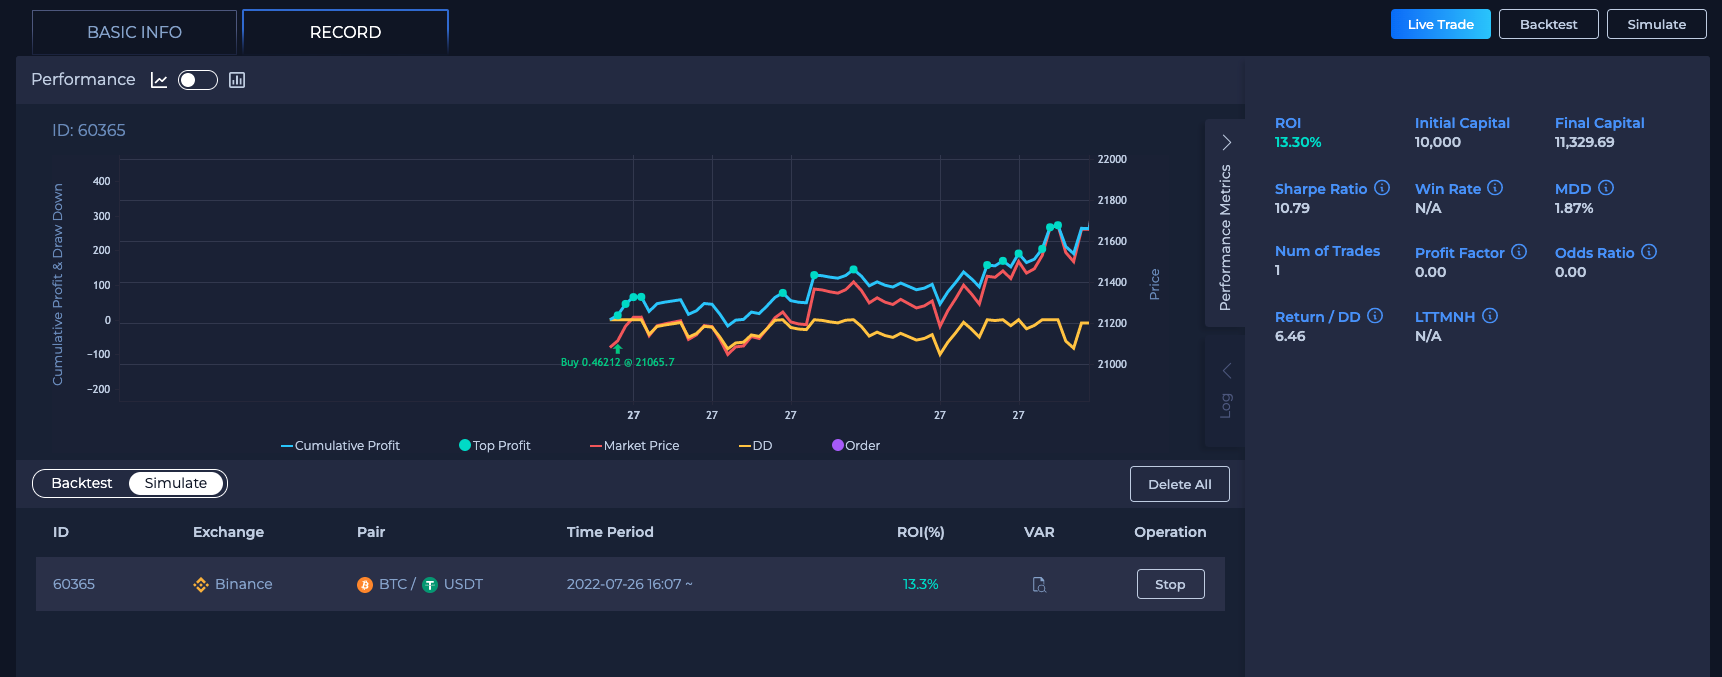 BASIC INFO
RECORD
Live Trade
Backtest
Simulate
Performance
ID: 60365
Cumulative Profit & Draw Down
400
300
200
100
0
−100
−200
22000
21800
21600
21400
21200
21000
Price
Buy 0.46212 @ 21065.7
27 27 27 27 27
Cumulative Profit Top Profit Market Price DD Order
Performance Metrics
Log
ROI Initial Capital Final Capital
13.30% 10,000 11,329.69
Sharpe Ratio Win Rate MDD
10.79 N/A 1.87%
Num of Trades Profit Factor Odds Ratio
1 0.00 0.00
Return / DD LTTMNH
6.46 N/A
Backtest Simulate
Delete All
ID Exchange Pair Time Period ROI(%) VAR Operation
60365 Binance BTC / USDT 2022-07-26 16:07 ~ 13.3% Stop